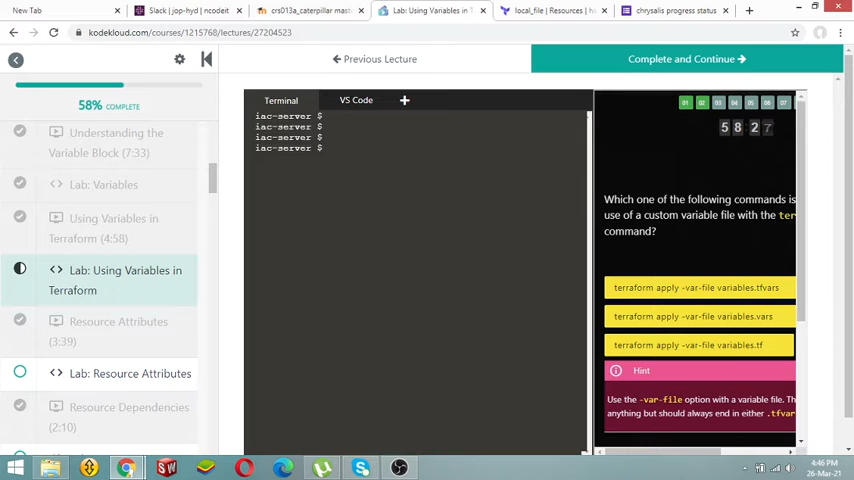 New Tab
Slack | jop-hyd | ncodeit
crs013a_caterpillar mast
Lab: Using Variables in T
local_file | Resources | h
chrysalis progress status
kodekloud.com/courses/1215768/lectures/27204523
Previous Lecture
Complete and Continue
58% COMPLETE
Understanding the
Variable Block (7:33)
Lab: Variables
Using Variables in
Terraform (4:58)
Lab: Using Variables in
Terraform
Resource Attributes
(3:39)
Lab: Resource Attributes
Resource Dependencies
(2:10)
Terminal
VS Code
iac-server $
iac-server $
iac-server $
iac-server $
01 02 03 04 05 06 07
58 27
Which one of the following commands is
use of a custom variable file with the ter
command?
terraform apply -var-file variables.tfvars
terraform apply -var-file variables.vars
terraform apply -var-file variables.tf
Hint
Use the -var-file option with a variable file. Th
anything but should always end in either .tfvar
4:46 PM
26-Mar-21